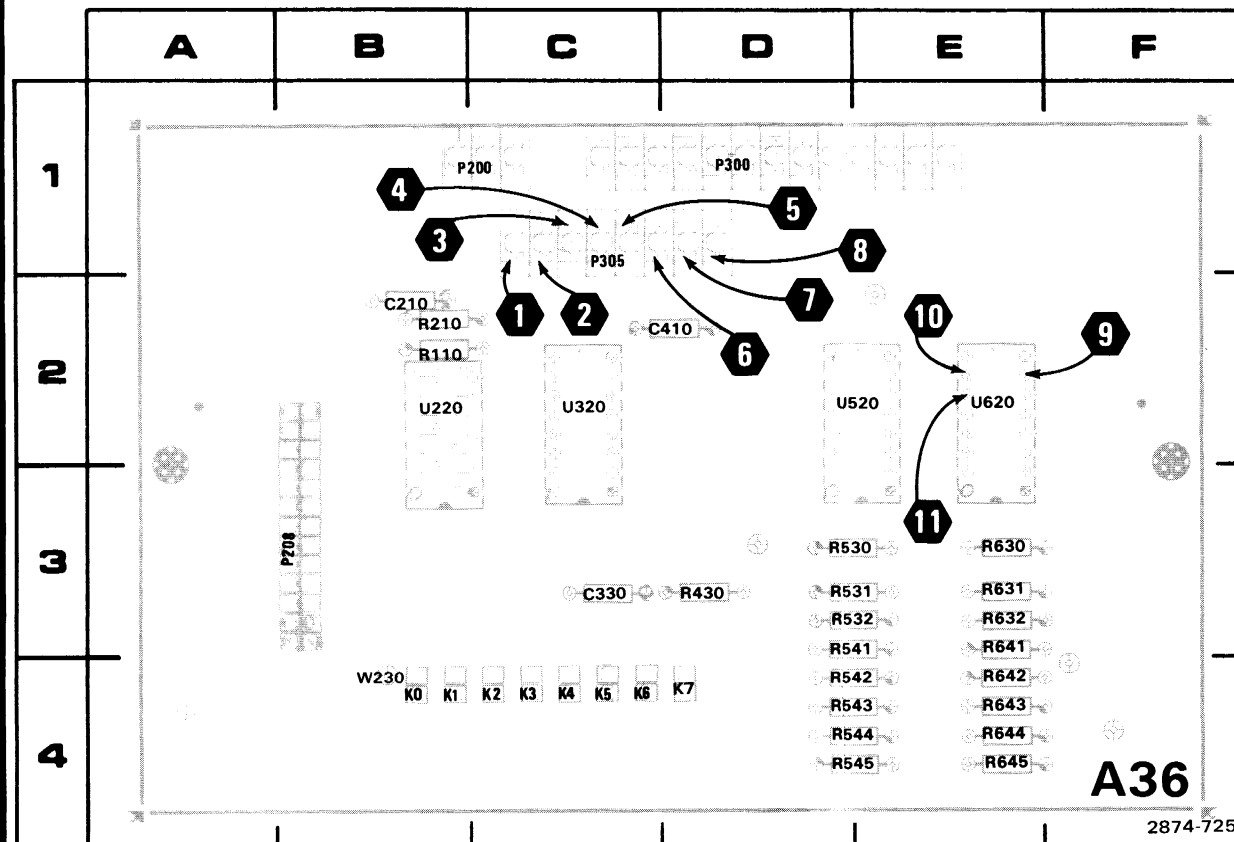 A B C D E F
1
P200 P300
4 5
3 8
P305
C210 1 2 7
R210 C410 10 9
R110 6
2
U220 U320 U520 U620
11
R530 R630
3 P208
C330 R430 R531 R631
R532 R632
R541 R641
W230 K0 K1 K2 K3 K4 K5 K6 K7 R542 R642
R543 R643
R544 R644
4
R545 R645
A36
2874-725